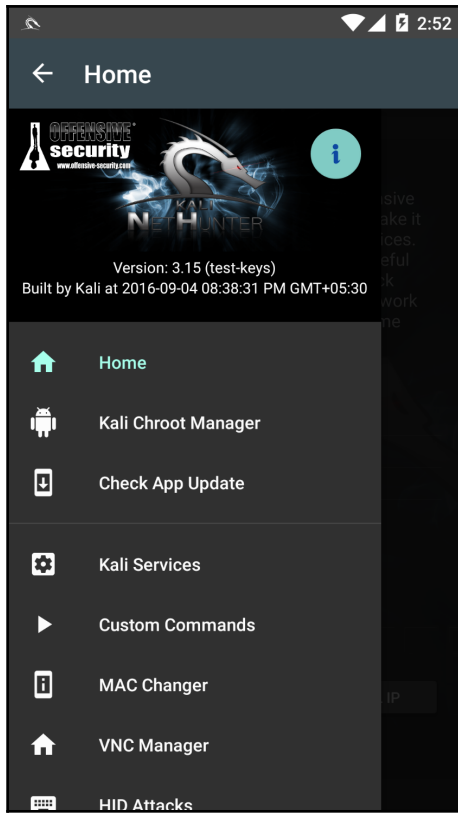 2:52
Home
OFFENSIVE
security
www.offensive-security.com
i
KALI
NETHUNTER
Version: 3.15 (test-keys)
Built by Kali at 2016-09-04 08:38:31 PM GMT+05:30
Home
Kali Chroot Manager
Check App Update
Kali Services
Custom Commands
MAC Changer
IP
VNC Manager
HID Attacks